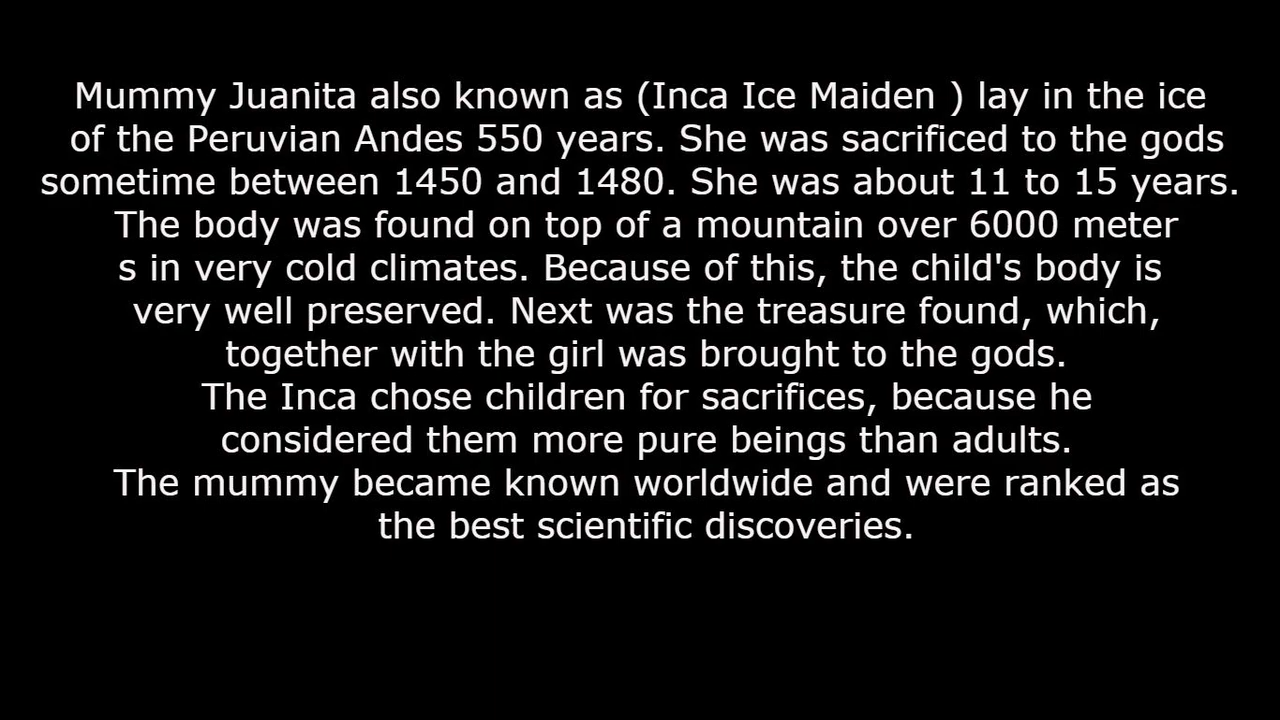 Mummy Juanita also known as (Inca Ice Maiden ) lay in the ice
of the Peruvian Andes 550 years. She was sacrificed to the gods
sometime between 1450 and 1480. She was about 11 to 15 years.
The body was found on top of a mountain over 6000 meter
s in very cold climates. Because of this, the child's body is
very well preserved. Next was the treasure found, which,
together with the girl was brought to the gods.
The Inca chose children for sacrifices, because he
considered them more pure beings than adults.
The mummy became known worldwide and were ranked as
the best scientific discoveries.